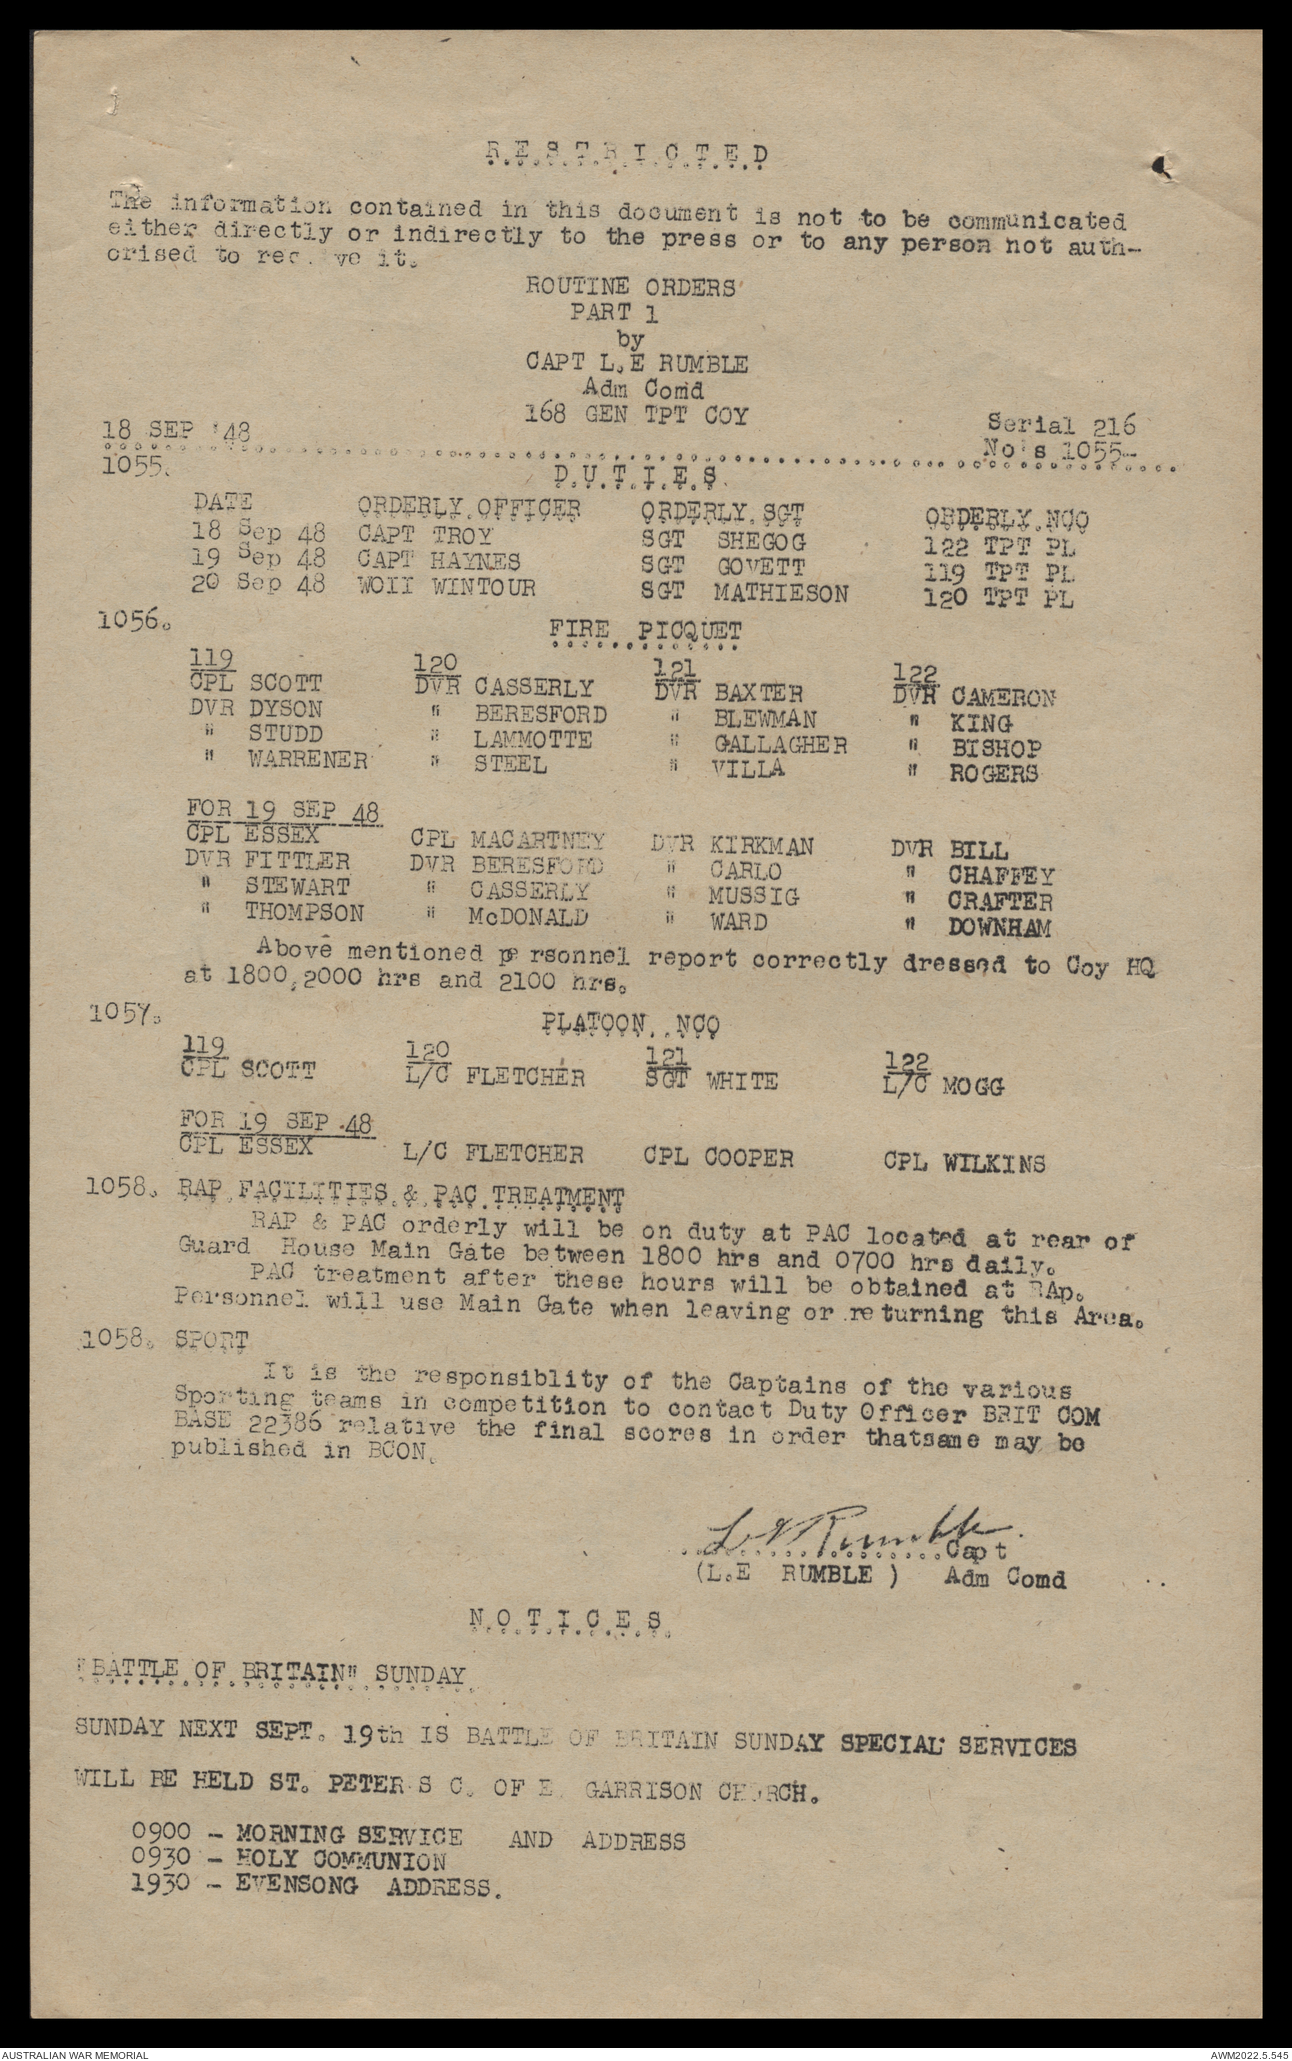 R.E.S.T.R.I.C.T.E.D
The information contained in this document is not to be communicated
either directly or indirectly to the press or to any person not auth-
orised to rec. ve it.
ROUTINE ORDERS
PART 1
by
CAPT L.E RUMBLE
Adm Comd
168 GEN TPT COY
18 SEP '48 Serial 216
No's 1055-
1055. D.U.T.I.E.S.
DATE ORDERLY OFFICER ORDERLY SGT ORDERLY NCO
18 Sep 48 CAPT TROY SGT SHEGOG 122 TPT PL
19 Sep 48 CAPT HAYNES SGT GOVETT 119 TPT PL
20 Sep 48 WOII WINTOUR SGT MATHIESON 120 TPT PL
1056. FIRE PICQUET
119 120 121 122
CPL SCOTT DVR CASSERLY DVR BAXTER DVR CAMERON
DVR DYSON " BERESFORD " BLEWMAN " KING
" STUDD " LAMMOTTE " GALLAGHER " BISHOP
" WARRENER " STEEL " VILLA " ROGERS
FOR 19 SEP 48
CPL ESSEX CPL MACARTNEY DVR KIRKMAN DVR BILL
DVR FITTLER DVR BERESFORD " CARLO " CHAFFEY
" STEWART " CASSERLY " MUSSIG " CRAFTER
" THOMPSON " McDONALD " WARD " DOWNHAM
Above mentioned pe rsonnel report correctly dressed to Coy HQ
at 1800,2000 hrs and 2100 hrs.
1057. PLATOON NCO
119 120 121 122
CPL SCOTT L/C FLETCHER SGT WHITE L/C MOGG
FOR 19 SEP 48
CPL ESSEX L/C FLETCHER CPL COOPER CPL WILKINS
1058. RAP FACILITIES & PAC TREATMENT
RAP & PAC orderly will be on duty at PAC located at rear of
Guard House Main Gate between 1800 hrs and 0700 hrs daily.
PAC treatment after these hours will be obtained at RAp.
Personnel will use Main Gate when leaving or re turning this Area.
1058. SPORT
It is the responsiblity of the Captains of the various
Sporting teams in competition to contact Duty Officer BRIT COM
BASE 22386 relative the final scores in order thatsame may be
published in BCON.
L E Rumble
Capt
(L.E RUMBLE ) Adm Comd
N.O.T.I.C.E.S.
"BATTLE OF BRITAIN" SUNDAY
SUNDAY NEXT SEPT. 19th IS BATTLE OF BRITAIN SUNDAY SPECIAL SERVICES
WILL BE HELD ST. PETER S C. OF E. GARRISON CHURCH.
0900 - MORNING SERVICE AND ADDRESS
0930 - HOLY COMMUNION
1930 - EVENSONG ADDRESS.
AUSTRALIAN WAR MEMORIAL AWM2022.5.545